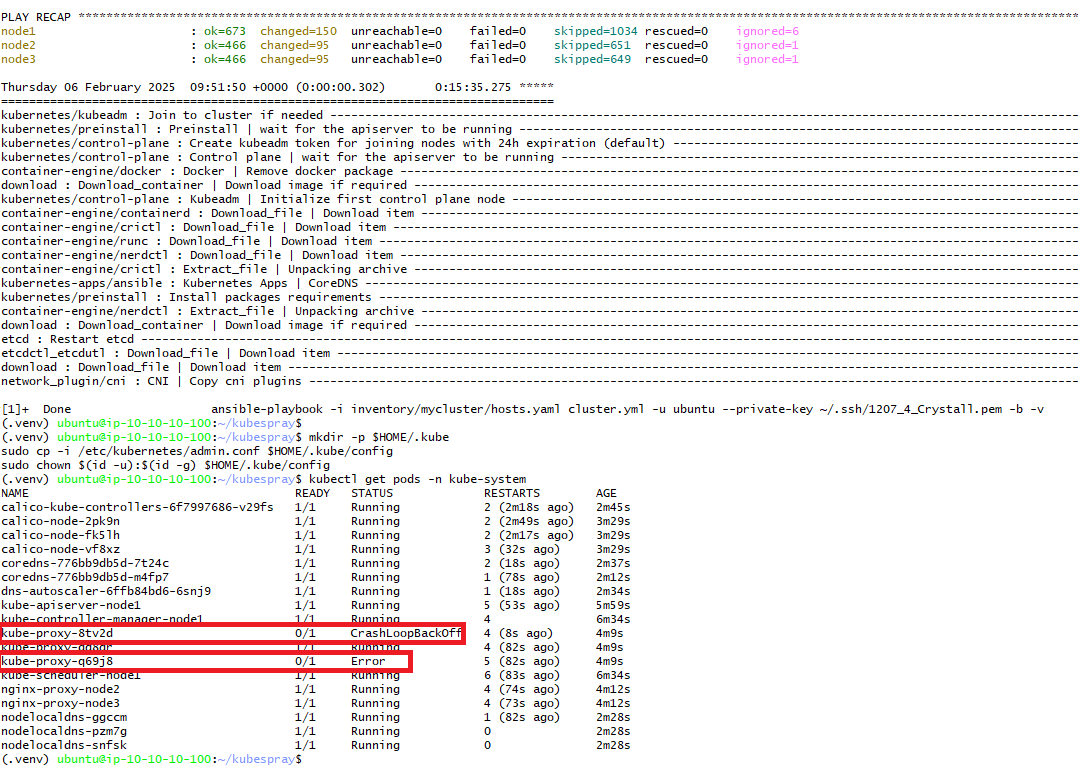 PLAY RECAP ****************************************************************************************************************************************
node1                      : ok=673  changed=150  unreachable=0    failed=0    skipped=1034 rescued=0    ignored=6
node2                      : ok=466  changed=95   unreachable=0    failed=0    skipped=651  rescued=0    ignored=1
node3                      : ok=466  changed=95   unreachable=0    failed=0    skipped=649  rescued=0    ignored=1
Thursday 06 February 2025  09:51:50 +0000 (0:00:00.302)       0:15:35.275 *****
===============================================================================
kubernetes/kubeadm : Join to cluster if needed ----------------------------------------------------------------------------------------------------
kubernetes/preinstall : Preinstall | wait for the apiserver to be running -------------------------------------------------------------------------
kubernetes/control-plane : Create kubeadm token for joining nodes with 24h expiration (default) ---------------------------------------------------
kubernetes/control-plane : Control plane | wait for the apiserver to be running -------------------------------------------------------------------
container-engine/docker : Docker | Remove docker package ------------------------------------------------------------------------------------------
download : Download_container | Download image if required ----------------------------------------------------------------------------------------
kubernetes/control-plane : Kubeadm | Initialize first control plane node --------------------------------------------------------------------------
container-engine/containerd : Download_file | Download item ---------------------------------------------------------------------------------------
container-engine/crictl : Download_file | Download item -------------------------------------------------------------------------------------------
container-engine/runc : Download_file | Download item ---------------------------------------------------------------------------------------------
container-engine/nerdctl : Download_file | Download item ------------------------------------------------------------------------------------------
container-engine/crictl : Extract_file | Unpacking archive ----------------------------------------------------------------------------------------
kubernetes-apps/ansible : Kubernetes Apps | CoreDNS -----------------------------------------------------------------------------------------------
kubernetes/preinstall : Install packages requirements ---------------------------------------------------------------------------------------------
container-engine/nerdctl : Extract_file | Unpacking archive ---------------------------------------------------------------------------------------
download : Download_container | Download image if required ----------------------------------------------------------------------------------------
etcd : Restart etcd -------------------------------------------------------------------------------------------------------------------------------
etcdctl_etcdutl : Download_file | Download item ---------------------------------------------------------------------------------------------------
download : Download_file | Download item ----------------------------------------------------------------------------------------------------------
network_plugin/cni : CNI | Copy cni plugins -------------------------------------------------------------------------------------------------------
[1]+  Done                    ansible-playbook -i inventory/mycluster/hosts.yaml cluster.yml -u ubuntu --private-key ~/.ssh/1207_4_Crystall.pem -b -v
(.venv) ubuntu@ip-10-10-10-100:~/kubespray$
(.venv) ubuntu@ip-10-10-10-100:~/kubespray$ mkdir -p $HOME/.kube
sudo cp -i /etc/kubernetes/admin.conf $HOME/.kube/config
sudo chown $(id -u):$(id -g) $HOME/.kube/config
(.venv) ubuntu@ip-10-10-10-100:~/kubespray$ kubectl get pods -n kube-system
NAME                                      READY   STATUS             RESTARTS        AGE
calico-kube-controllers-6f7997686-v29fs   1/1     Running            2 (2m18s ago)   2m45s
calico-node-2pk9n                         1/1     Running            2 (2m49s ago)   3m29s
calico-node-fk5lh                         1/1     Running            2 (2m17s ago)   3m29s
calico-node-vf8xz                         1/1     Running            3 (32s ago)     3m29s
coredns-776bb9db5d-7t24c                  1/1     Running            2 (18s ago)     2m37s
coredns-776bb9db5d-m4fp7                  1/1     Running            1 (78s ago)     2m12s
dns-autoscaler-6ffb84bd6-6snj9            1/1     Running            1 (18s ago)     2m34s
kube-apiserver-node1                      1/1     Running            5 (53s ago)     5m59s
kube-controller-manager-node1             1/1     Running            4               6m34s
kube-proxy-8tv2d                          0/1     CrashLoopBackOff   4 (8s ago)      4m9s
1/1     Running            4 (82s ago)     4m9s
kube-proxy-q69j8                          0/1     Error              5 (82s ago)     4m9s
kube-scheduler-node1                      1/1     Running            6 (83s ago)     6m34s
nginx-proxy-node2                         1/1     Running            4 (74s ago)     4m12s
nginx-proxy-node3                         1/1     Running            4 (73s ago)     4m12s
nodelocaldns-ggccm                        1/1     Running            1 (82s ago)     2m28s
nodelocaldns-pzm7g                        1/1     Running            0               2m28s
nodelocaldns-snfsk                        1/1     Running            0               2m28s
(.venv) ubuntu@ip-10-10-10-100:~/kubespray$